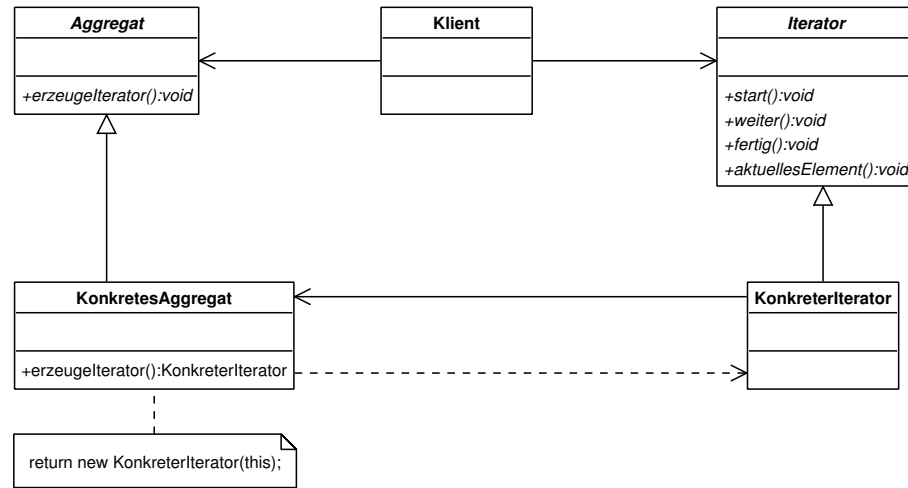 Aggregat
+erzeugeIterator():void
Klient
Iterator
+start():void
+weiter():void
+fertig():void
+aktuellesElement():void
KonkretesAggregat
+erzeugeIterator():KonkreterIterator
KonkreterIterator
return new KonkreterIterator(this);